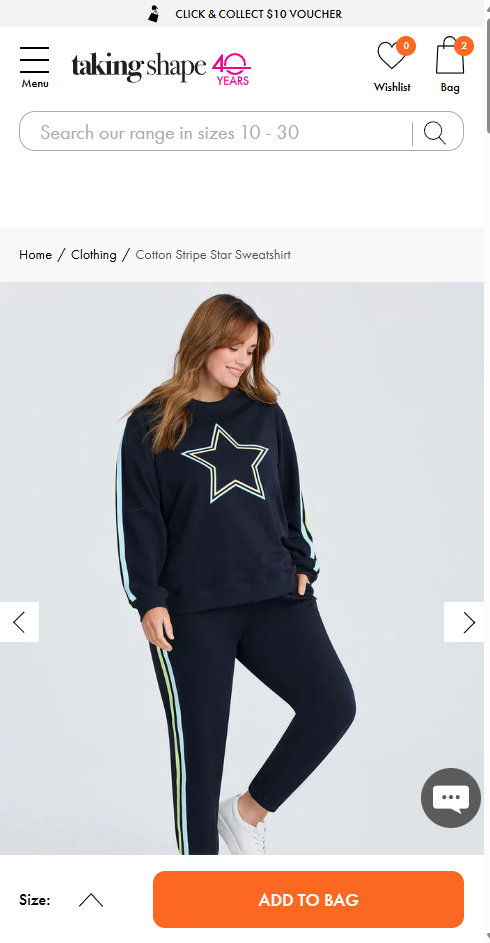 CLICK & COLLECT $10 VOUCHER
Menu
taking shape 40 YEARS
0
Wishlist
2
Bag
Search our range in sizes 10 - 30
Home / Clothing / Cotton Stripe Star Sweatshirt
Size:
ADD TO BAG